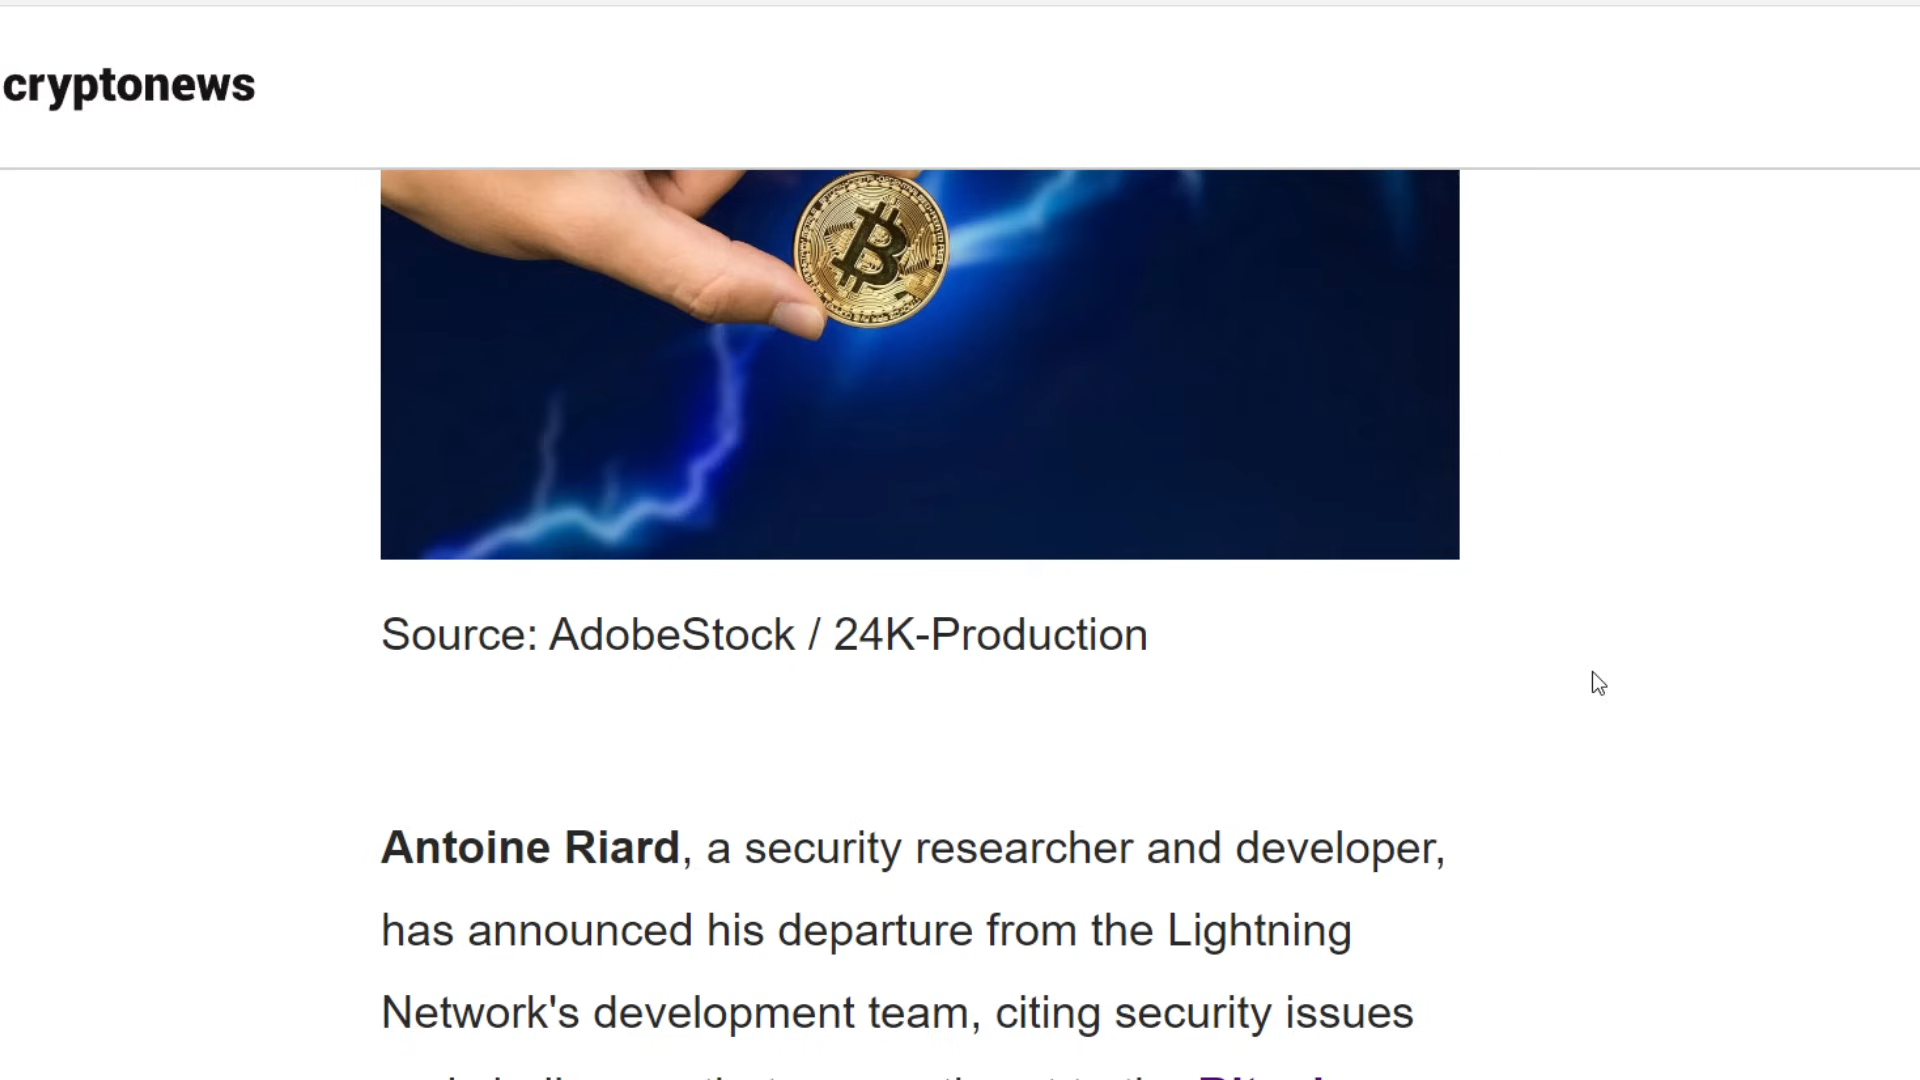 cryptonews
Source: AdobeStock / 24K-Production
Antoine Riard, a security researcher and developer,
has announced his departure from the Lightning
Network's development team, citing security issues